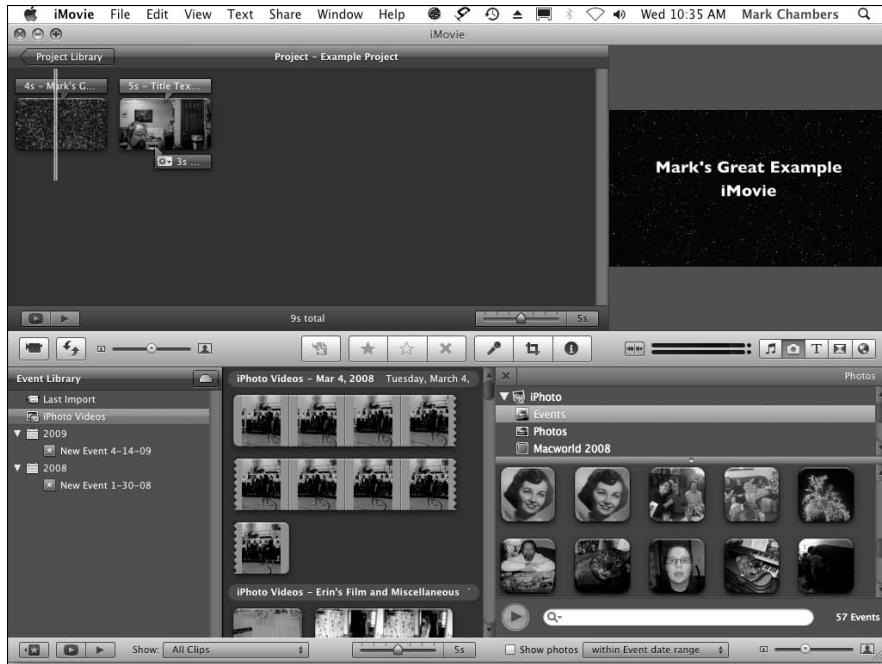 iMovie File Edit View Text Share Window Help Wed 10:35 AM Mark Chambers
iMovie
Project Library
Project – Example Project
4s – Mark's G...
5s – Title Tex...
3s ...
Mark's Great Example
iMovie
9s total
5s
T
Event Library
iPhoto Videos – Mar 4, 2008 Tuesday, March 4,
Photos
Last Import
iPhoto Videos
2009
New Event 4-14-09
2008
New Event 1-30-08
iPhoto
Events
Photos
Macworld 2008
iPhoto Videos – Erin's Film and Miscellaneous
57 Events
Show: All Clips
5s
Show photos within Event date range